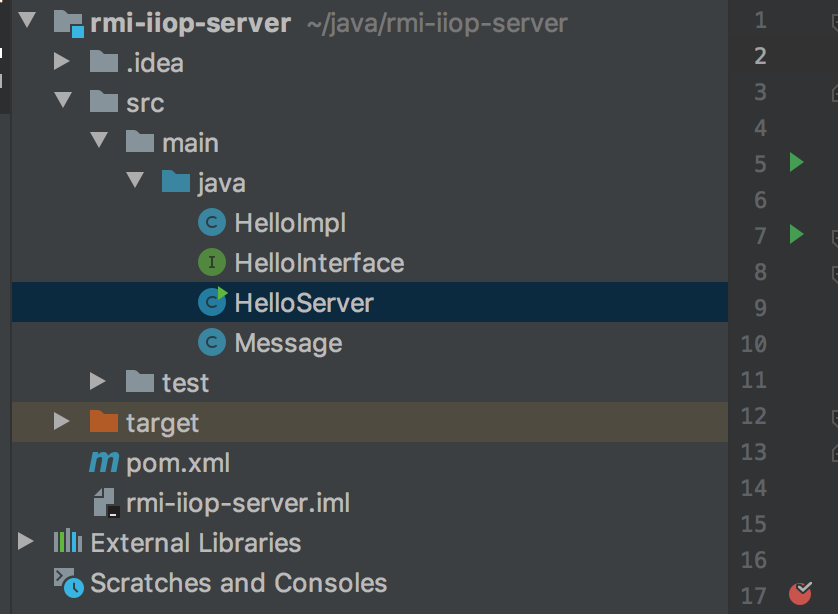 rmi-iiop-server ~/java/rmi-iiop-server
.idea
src
main
java
HelloImpl
HelloInterface
HelloServer
Message
test
target
pom.xml
rmi-iiop-server.iml
External Libraries
Scratches and Consoles
1
2
3
4
5
6
7
8
9
10
11
12
13
14
15
16
17